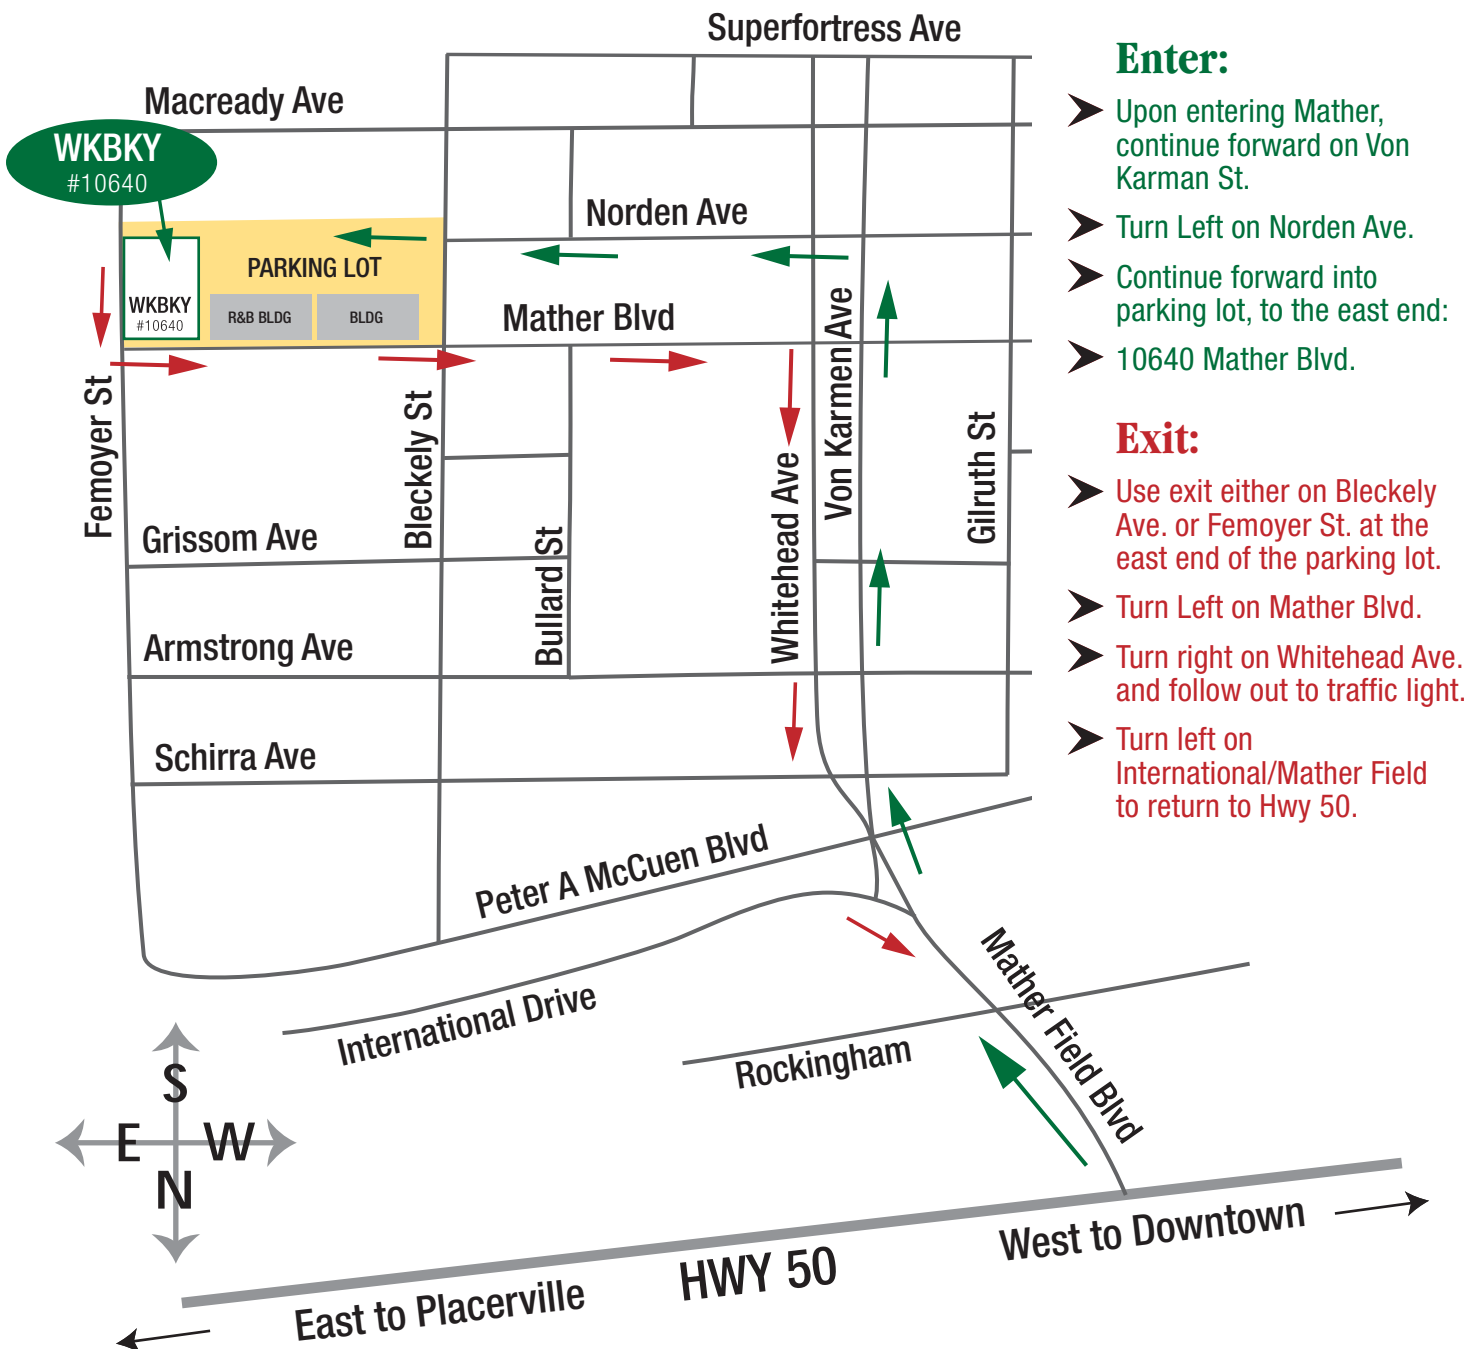 Superfortress Ave
Macready Ave
WKBKY
#10640
Norden Ave
PARKING LOT
WKBKY
#10640
R&B BLDG
BLDG
Mather Blvd
Femoyer St
Bleckely St
Bullard St
Whitehead Ave
Von Karmen Ave
Gilruth St
Grissom Ave
Armstrong Ave
Schirra Ave
Peter A McCuen Blvd
International Drive
Rockingham
Mather Field Blvd
S
E W
N
HWY 50
West to Downtown
East to Placerville
Enter:
Upon entering Mather,
continue forward on Von
Karman St.
Turn Left on Norden Ave.
Continue forward into
parking lot, to the east end:
10640 Mather Blvd.
Exit:
Use exit either on Bleckely
Ave. or Femoyer St. at the
east end of the parking lot.
Turn Left on Mather Blvd.
Turn right on Whitehead Ave.
and follow out to traffic light.
Turn left on
International/Mather Field
to return to Hwy 50.